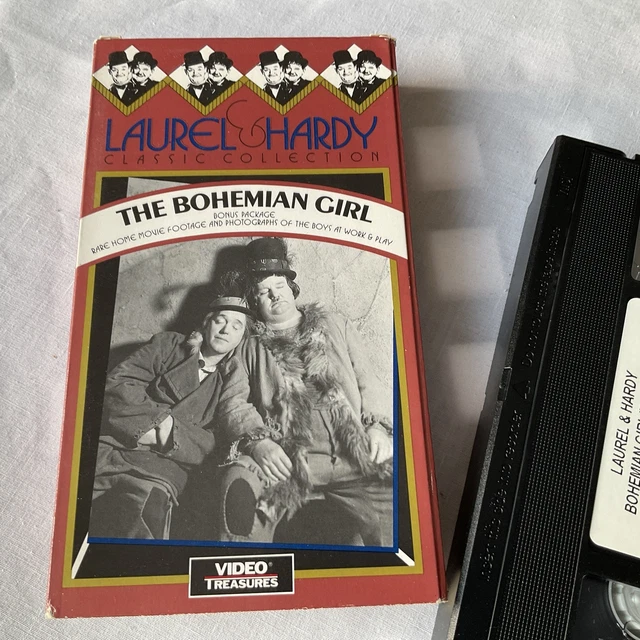 LAUREL & HARDY
CLASSIC COLLECTION
THE BOHEMIAN GIRL
BONUS PACKAGE
RARE HOME MOVIE FOOTAGE AND PHOTOGRAPHS OF THE BOYS AT WORK & PLAY
VIDEO®
TREASURES
LAUREL & HARDY
BOHEMIAN